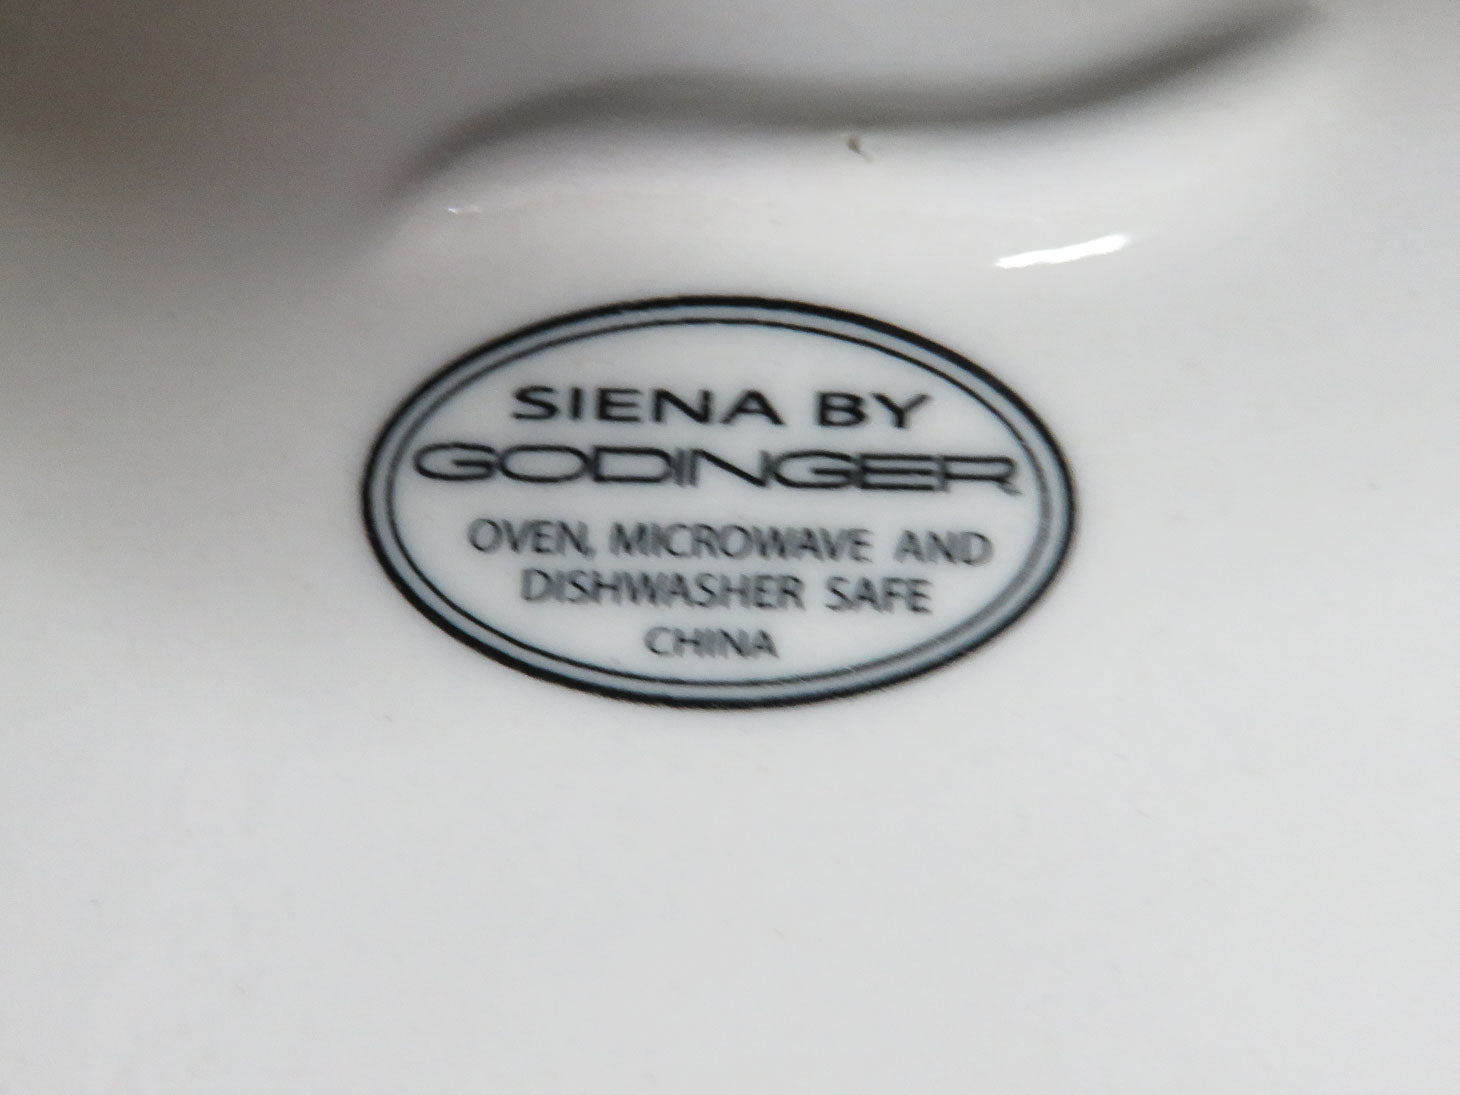 SIENA BY
GODINGER
OVEN, MICROWAVE AND
DISHWASHER SAFE
CHINA